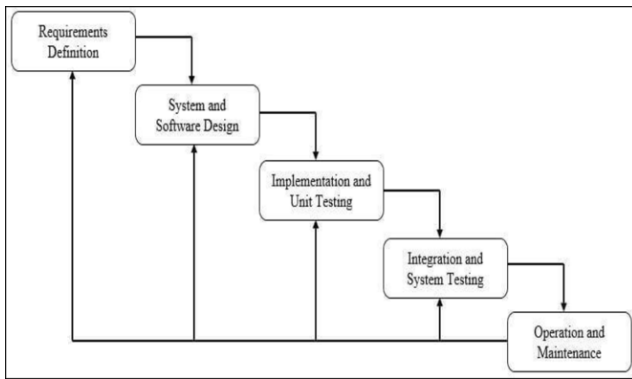 Requirements
Definition
System and
Software Design
Implementation and
Unit Testing
Integration and
System Testing
Operation and
Maintenance